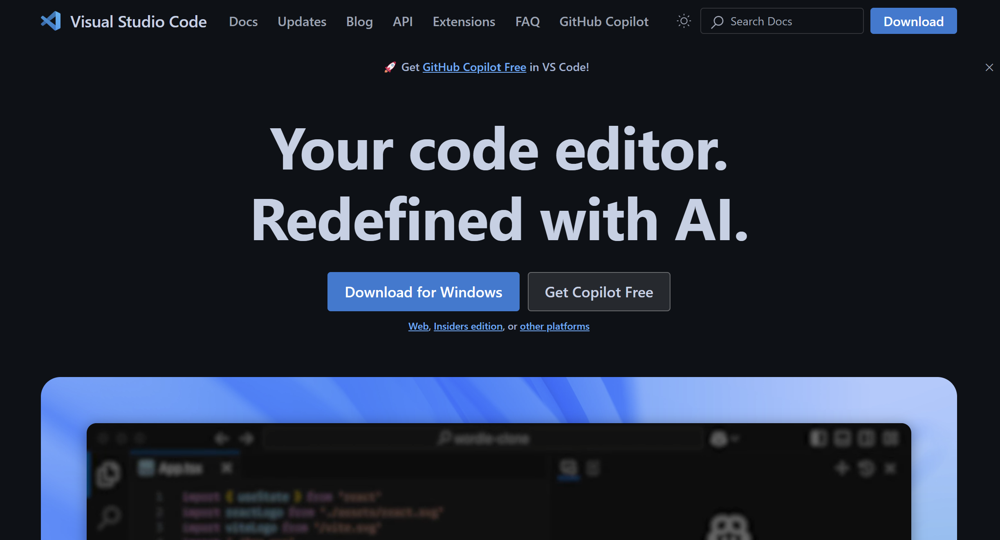 Visual Studio Code Docs Updates Blog API Extensions FAQ GitHub Copilot Search Docs Download
🚀 Get GitHub Copilot Free in VS Code!
Your code editor.
Redefined with AI.
Download for Windows Get Copilot Free
Web, Insiders edition, or other platforms
wordle-clone
App.tsx
1 import { useState } from "react"
2 import reactLogo from "./assets/react.svg"
3 import viteLogo from "/vite.svg"